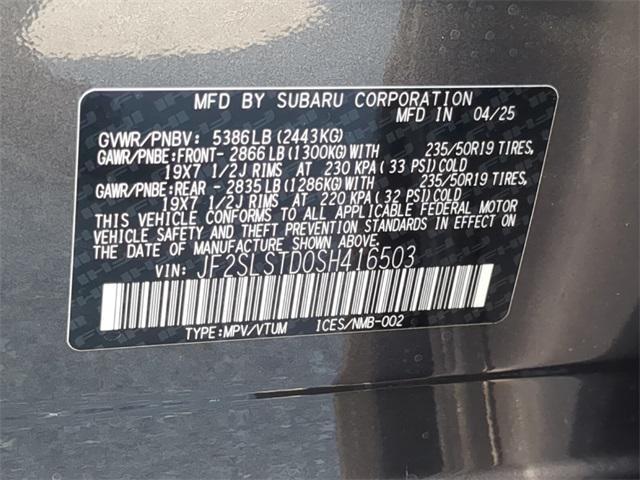 MFD BY SUBARU CORPORATION
MFD IN 04/25
GVWR/PNBV: 5386LB (2443KG)
GAWR/PNBE:FRONT- 2866LB(1300KG)WITH 235/50R19 TIRES,
19X7 1/2J RIMS AT 230 KPA(33 PSI)COLD
GAWR/PNBE:REAR - 2835LB(1286KG)WITH 235/50R19 TIRES,
19X7 1/2J RIMS AT 220 KPA(32 PSI)COLD
THIS VEHICLE CONFORMS TO ALL APPLICABLE FEDERAL MOTOR
VEHICLE SAFETY AND THEFT PREVENTION STANDARDS IN EFFECT ON
THE DATE OF MANUFACTURE SHOWN ABOVE.
VIN: JF2SLSTD0SH416503
TYPE:MPV/VTUM ICES/NMB-002